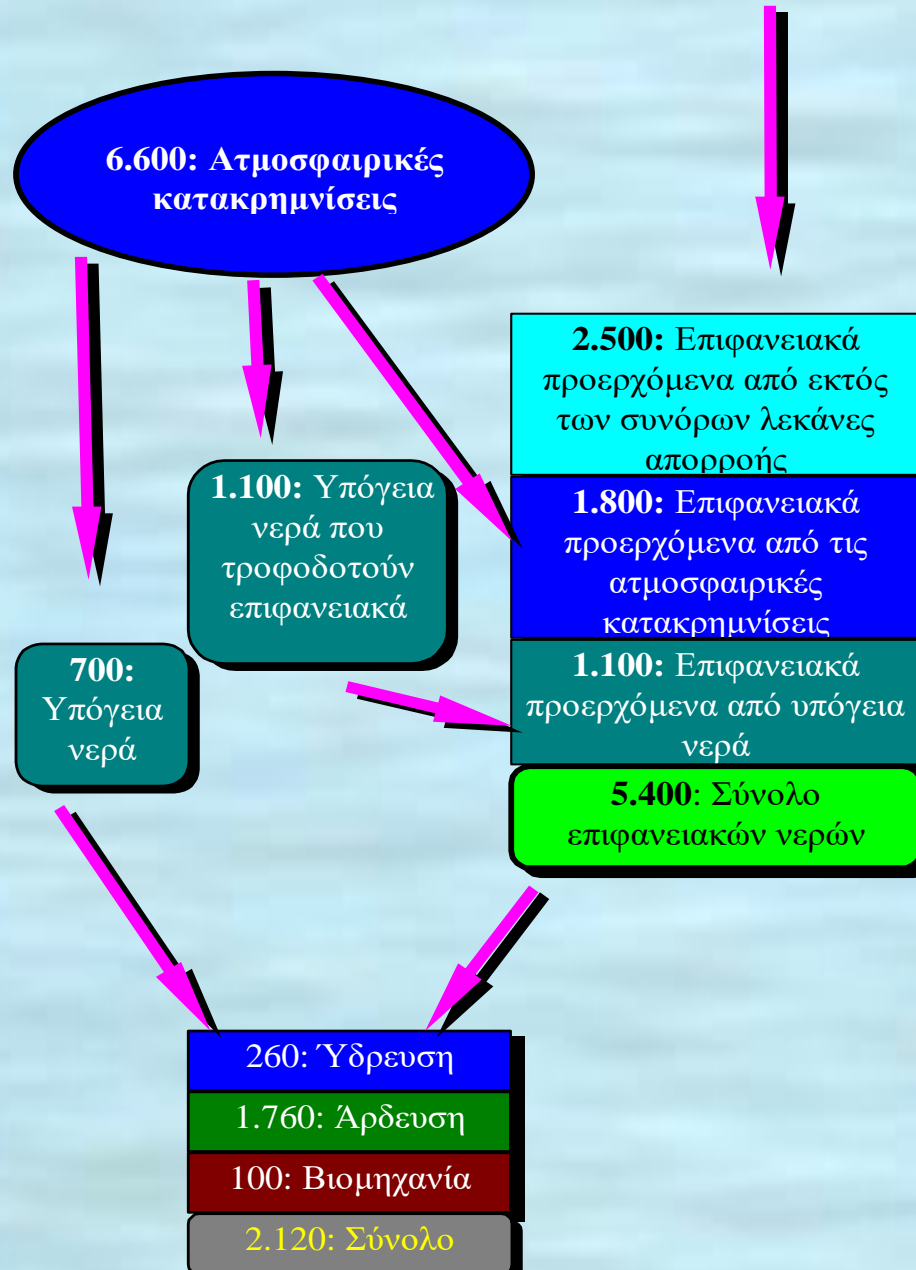 6.600: Ατμοσφαιρικές
κατακρημνίσεις
2.500: Επιφανειακά
προερχόμενα από εκτός
των συνόρων λεκάνες
απορροής
1.100: Υπόγεια
νερά που
τροφοδοτούν
επιφανειακά
1.800: Επιφανειακά
προερχόμενα από τις
ατμοσφαιρικές
κατακρημνίσεις
700:
Υπόγεια
νερά
1.100: Επιφανειακά
προερχόμενα από υπόγεια
νερά
5.400: Σύνολο
επιφανειακών νερών
260: Ύδρευση
1.760: Άρδευση
100: Βιομηχανία
2.120: Σύνολο